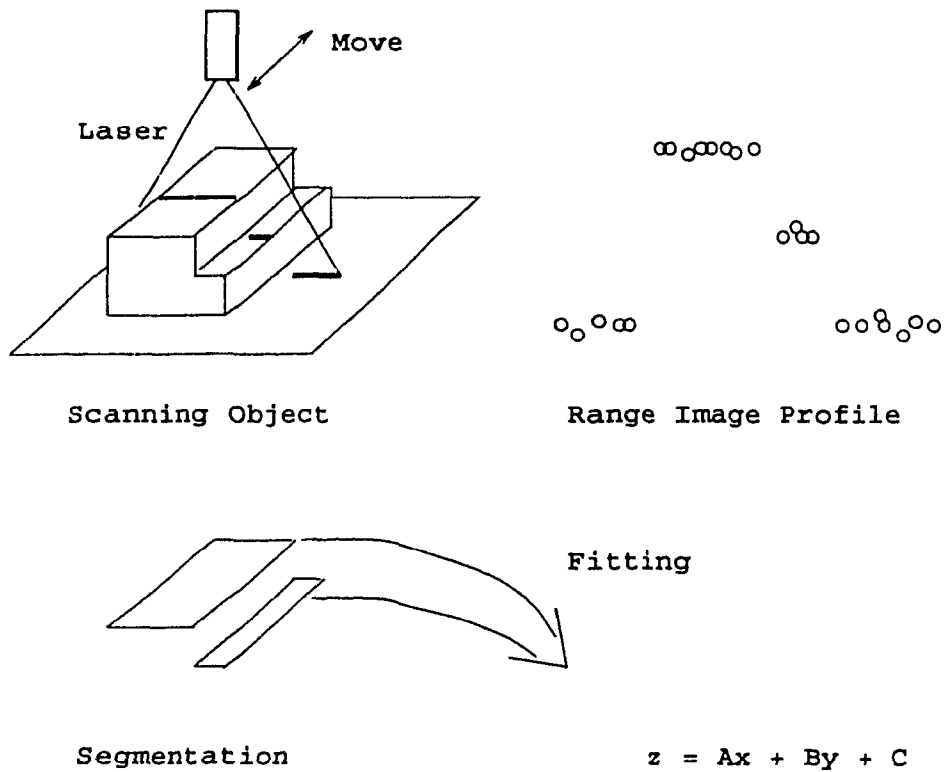 Move
Laser
Scanning Object
Range Image Profile
Fitting
Segmentation
z = Ax + By + C